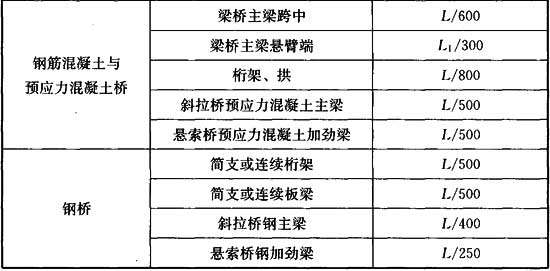 钢筋混凝土与
预应力混凝土桥
梁桥主梁跨中 L/600
梁桥主梁悬臂端 L₁/300
桁架、拱 L/800
斜拉桥预应力混凝土主梁 L/500
悬索桥预应力混凝土加劲梁 L/500
钢桥
简支或连续桁架 L/500
简支或连续板梁 L/500
斜拉桥钢主梁 L/400
悬索桥钢加劲梁 L/250